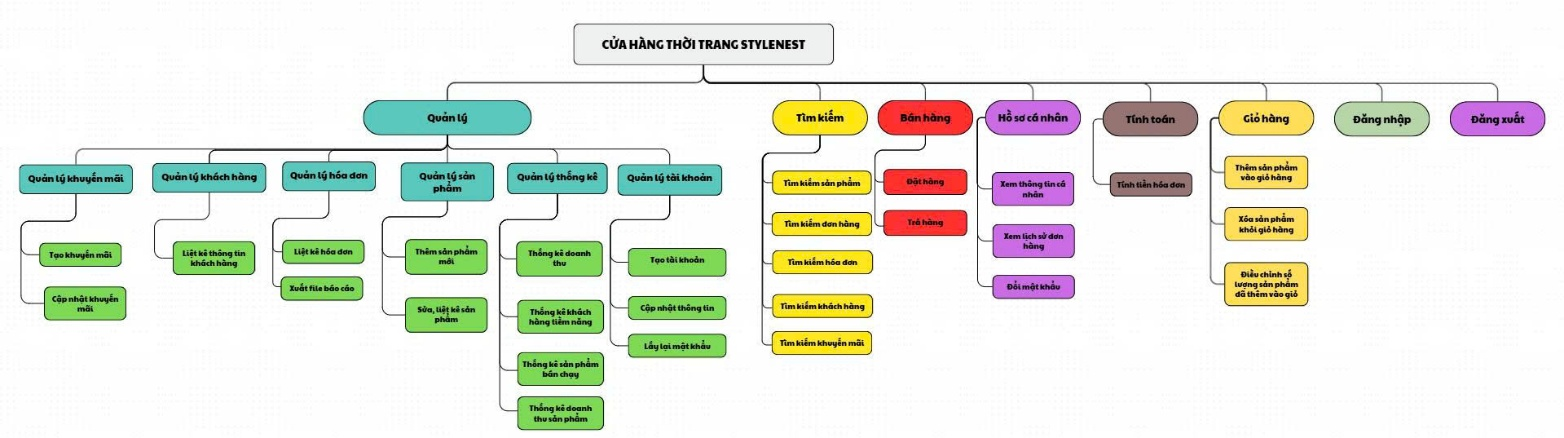 CỬA HÀNG THỜI TRANG STYLENEST
Quản lý
Tìm kiếm
Bán hàng
Hồ sơ cá nhân
Tính toán
Giỏ hàng
Đăng nhập
Đăng xuất
Quản lý khuyến mãi
Quản lý khách hàng
Quản lý hóa đơn
Quản lý sản
phẩm
Quản lý thống kê
Quản lý tài khoản
Tạo khuyến mãi
Cập nhật khuyến
mãi
Liệt kê thông tin
khách hàng
Liệt kê hóa đơn
Xuất file báo cáo
Thêm sản phẩm
mới
Sửa, liệt kê sản
phẩm
Thống kê doanh
thu
Thống kê khách
hàng tiềm năng
Thống kê sản phẩm
bán chạy
Thống kê doanh
thu sản phẩm
Tạo tài khoản
Cập nhật thông tin
Lấy lại mật khẩu
Tìm kiếm sản phẩm
Tìm kiếm đơn hàng
Tìm kiếm hóa đơn
Tìm kiếm khách hàng
Tìm kiếm khuyến mãi
Đặt hàng
Trả hàng
Xem thông tin cá
nhân
Xem lịch sử đơn
hàng
Đổi mật khẩu
Tính tiền hóa đơn
Thêm sản phẩm
vào giỏ hàng
Xóa sản phẩm
khỏi giỏ hàng
Điều chỉnh số
lượng sản phẩm
đã thêm vào giỏ